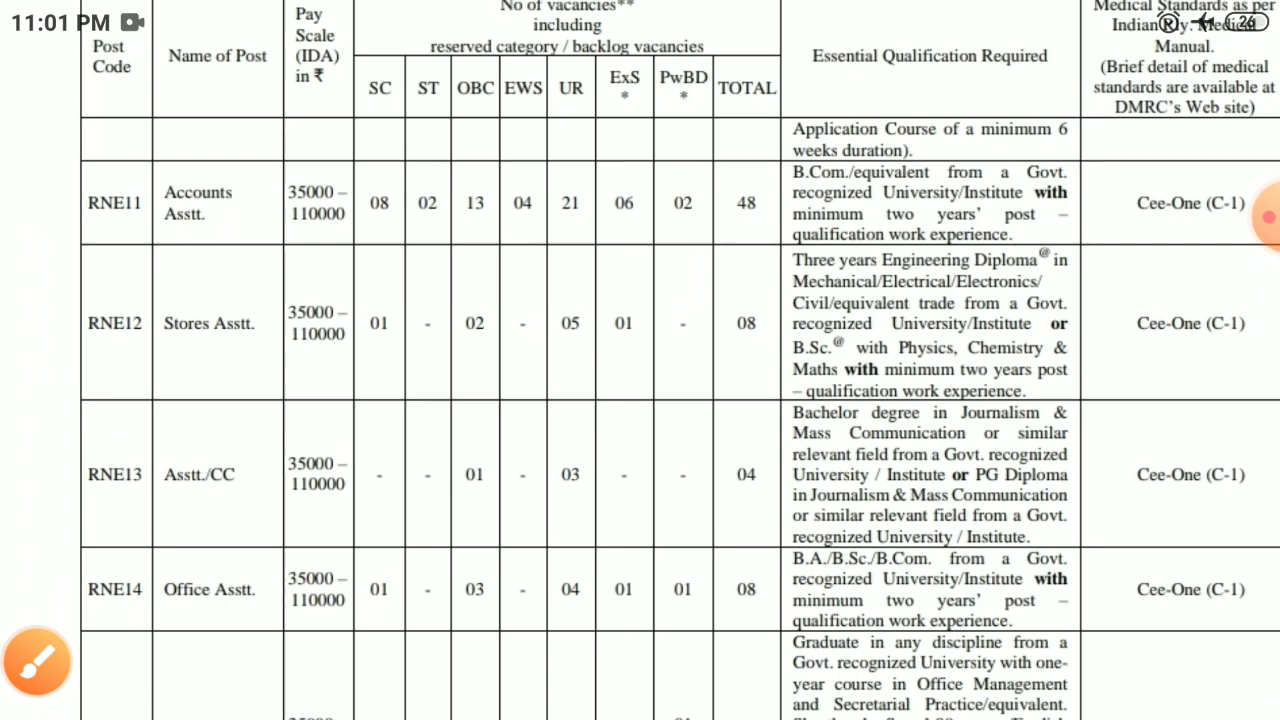 11:01 PM
26
Post
Code
Name of Post
Pay
Scale
(IDA)
in ₹
No of vacancies**
including
reserved category / backlog vacancies
SC ST OBC EWS UR ExS * PwBD * TOTAL
Essential Qualification Required
Medical Standards as per
Indian Rly. Medical
Manual.
(Brief detail of medical
standards are available at
DMRC's Web site)
Application Course of a minimum 6
weeks duration).
RNE11 Accounts
Asstt.
35000 –
110000
08 02 13 04 21 06 02 48
B.Com./equivalent from a Govt.
recognized University/Institute with
minimum two years' post –
qualification work experience.
Cee-One (C-1)
RNE12 Stores Asstt.
35000 –
110000
01 - 02 - 05 01 - 08
Three years Engineering Diploma@ in
Mechanical/Electrical/Electronics/
Civil/equivalent trade from a Govt.
recognized University/Institute or
B.Sc.@ with Physics, Chemistry &
Maths with minimum two years post
– qualification work experience.
Cee-One (C-1)
RNE13 Asstt./CC
35000 –
110000
- - 01 - 03 - - 04
Bachelor degree in Journalism &
Mass Communication or similar
relevant field from a Govt. recognized
University / Institute or PG Diploma
in Journalism & Mass Communication
or similar relevant field from a Govt.
recognized University / Institute.
Cee-One (C-1)
RNE14 Office Asstt.
35000 –
110000
01 - 03 - 04 01 01 08
B.A./B.Sc./B.Com. from a Govt.
recognized University/Institute with
minimum two years' post –
qualification work experience.
Cee-One (C-1)
Graduate in any discipline from a
Govt. recognized University with one-
year course in Office Management
and Secretarial Practice/equivalent.